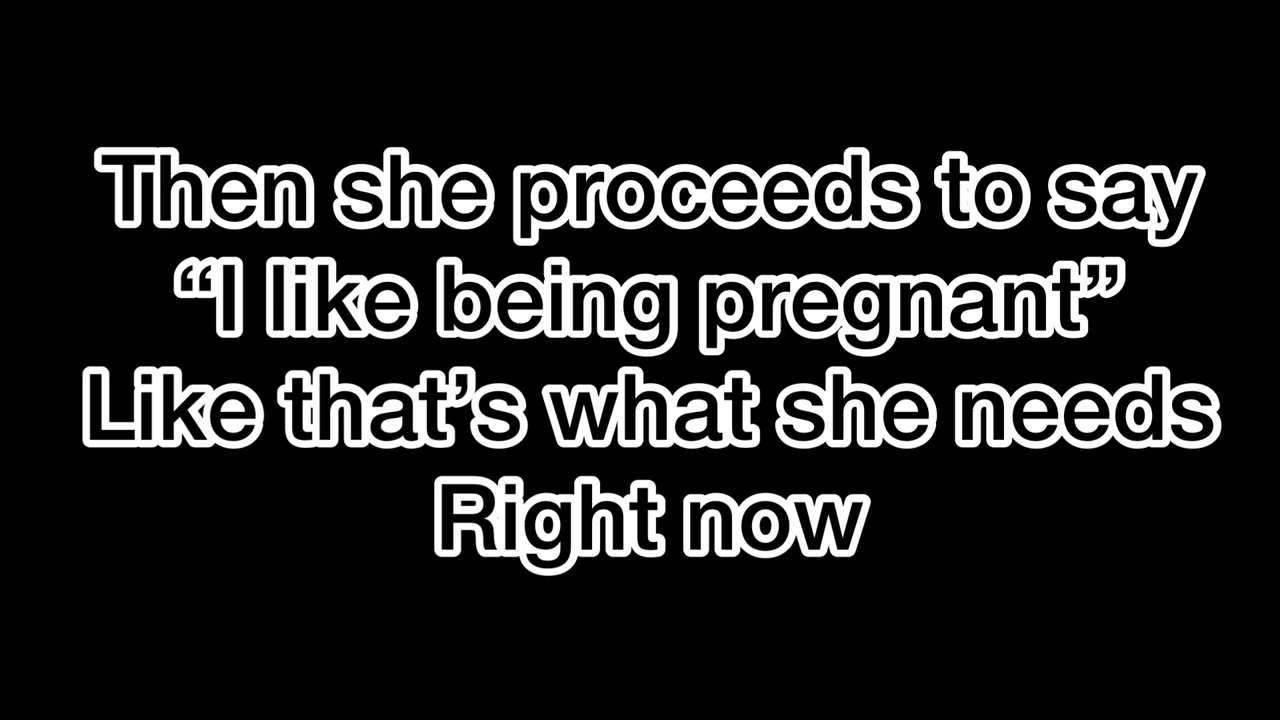 Then she proceeds to say
“I like being pregnant”
Like that’s what she needs
Right now